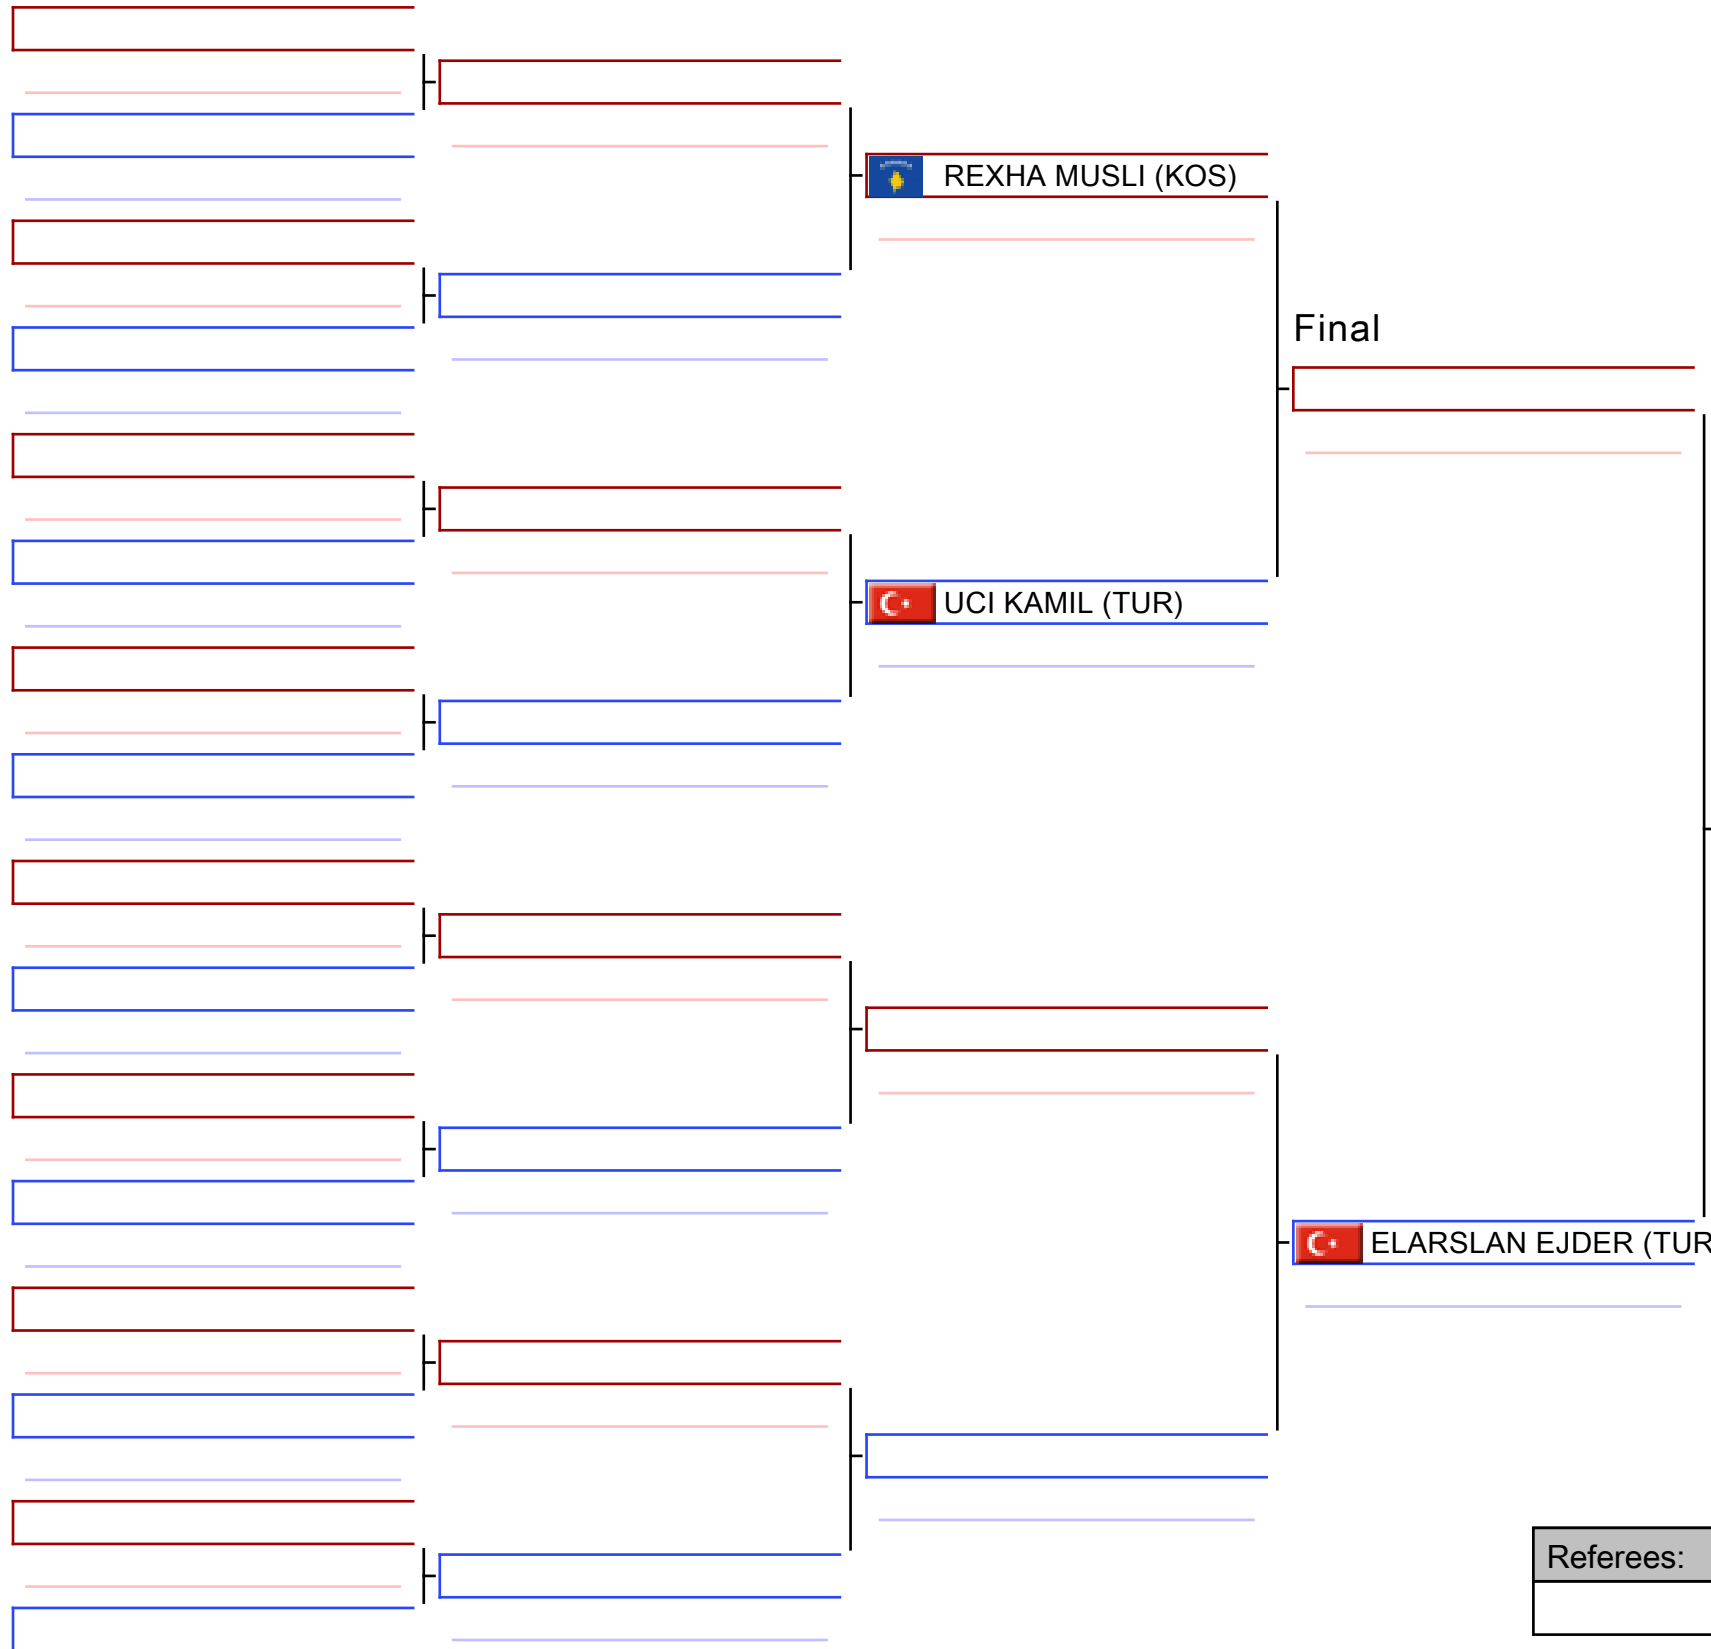 REXHA MUSLI (KOS)
Final
UCI KAMIL (TUR)
ELARSLAN EJDER (TUR
Referees: